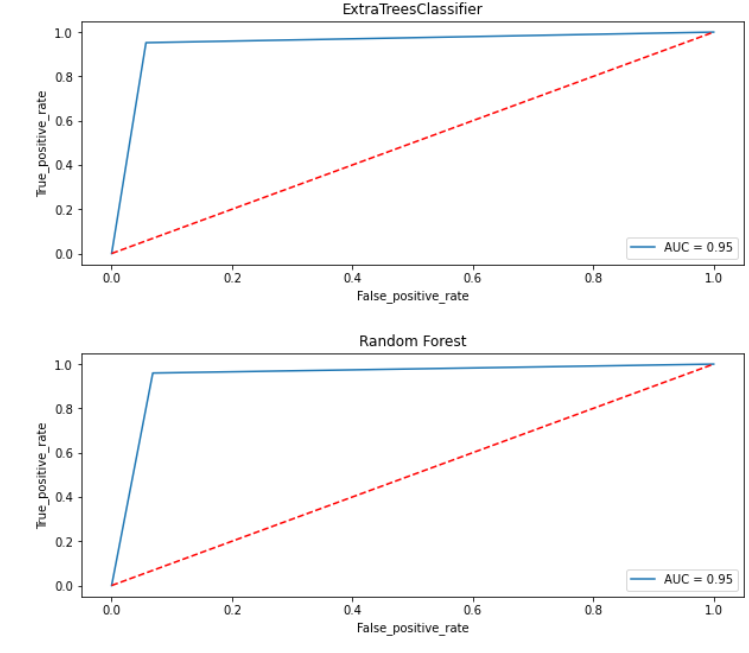 ExtraTreesClassifier
1.0
0.8
0.6
0.4
0.2
0.0
True_positive_rate
AUC = 0.95
0.0 0.2 0.4 0.6 0.8 1.0
False_positive_rate
Random Forest
1.0
0.8
0.6
0.4
0.2
0.0
True_positive_rate
AUC = 0.95
0.0 0.2 0.4 0.6 0.8 1.0
False_positive_rate